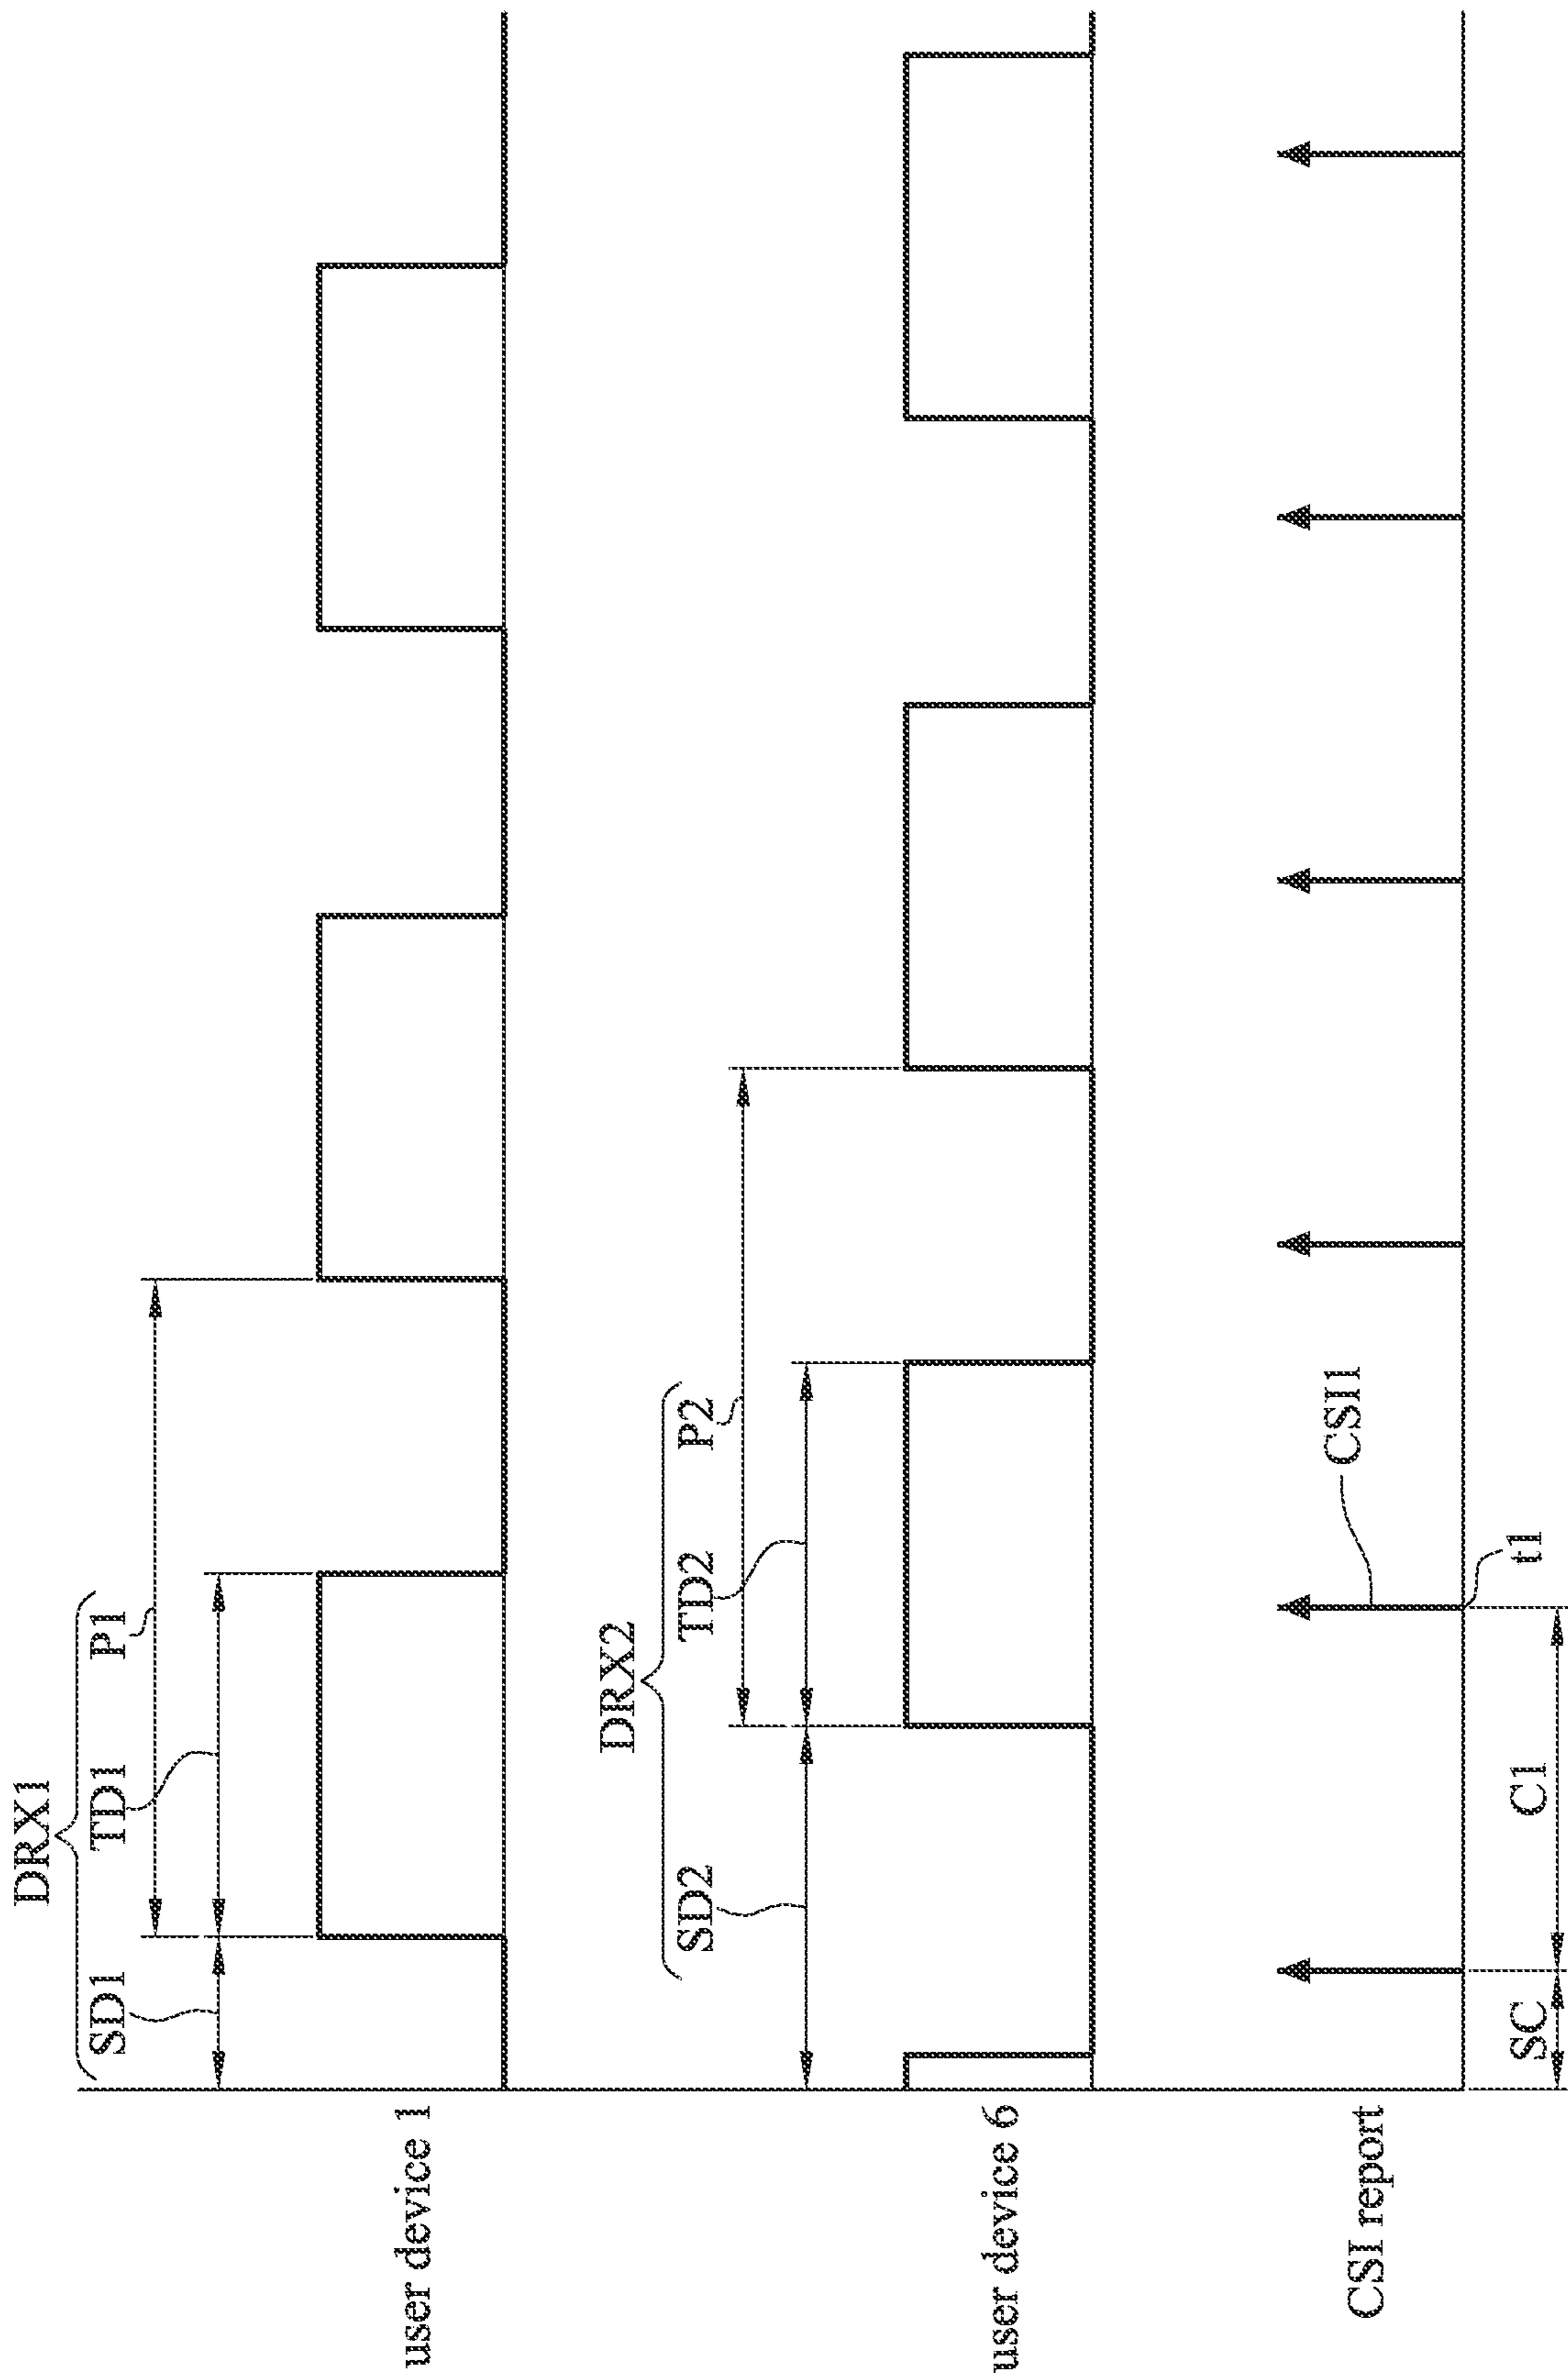 DRX1
SD1 TD1 P1
user device 1
DRX2
SD2 TD2 P2
user device 6
CSI1
CSI report
t1
SC C1